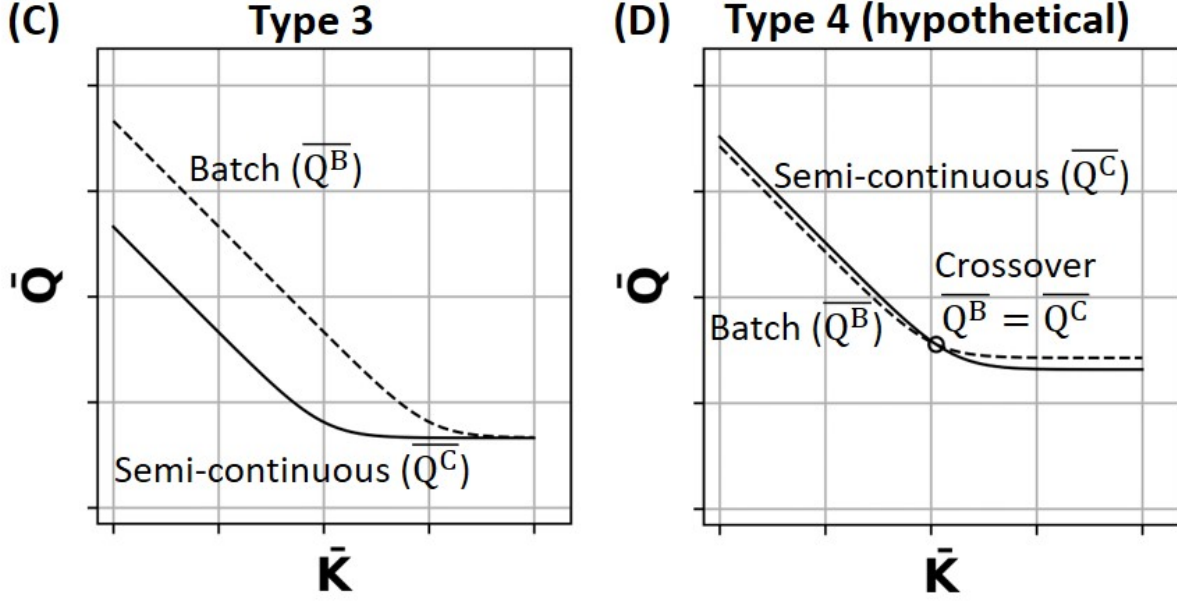 (C) Type 3
Batch (Q̅ᴮ)
Semi-continuous (Q̅ᶜ)
Q̄
K̄
(D) Type 4 (hypothetical)
Semi-continuous (Q̅ᶜ)
Crossover
Q̅ᴮ = Q̅ᶜ
Batch (Q̅ᴮ)
Q̄
K̄